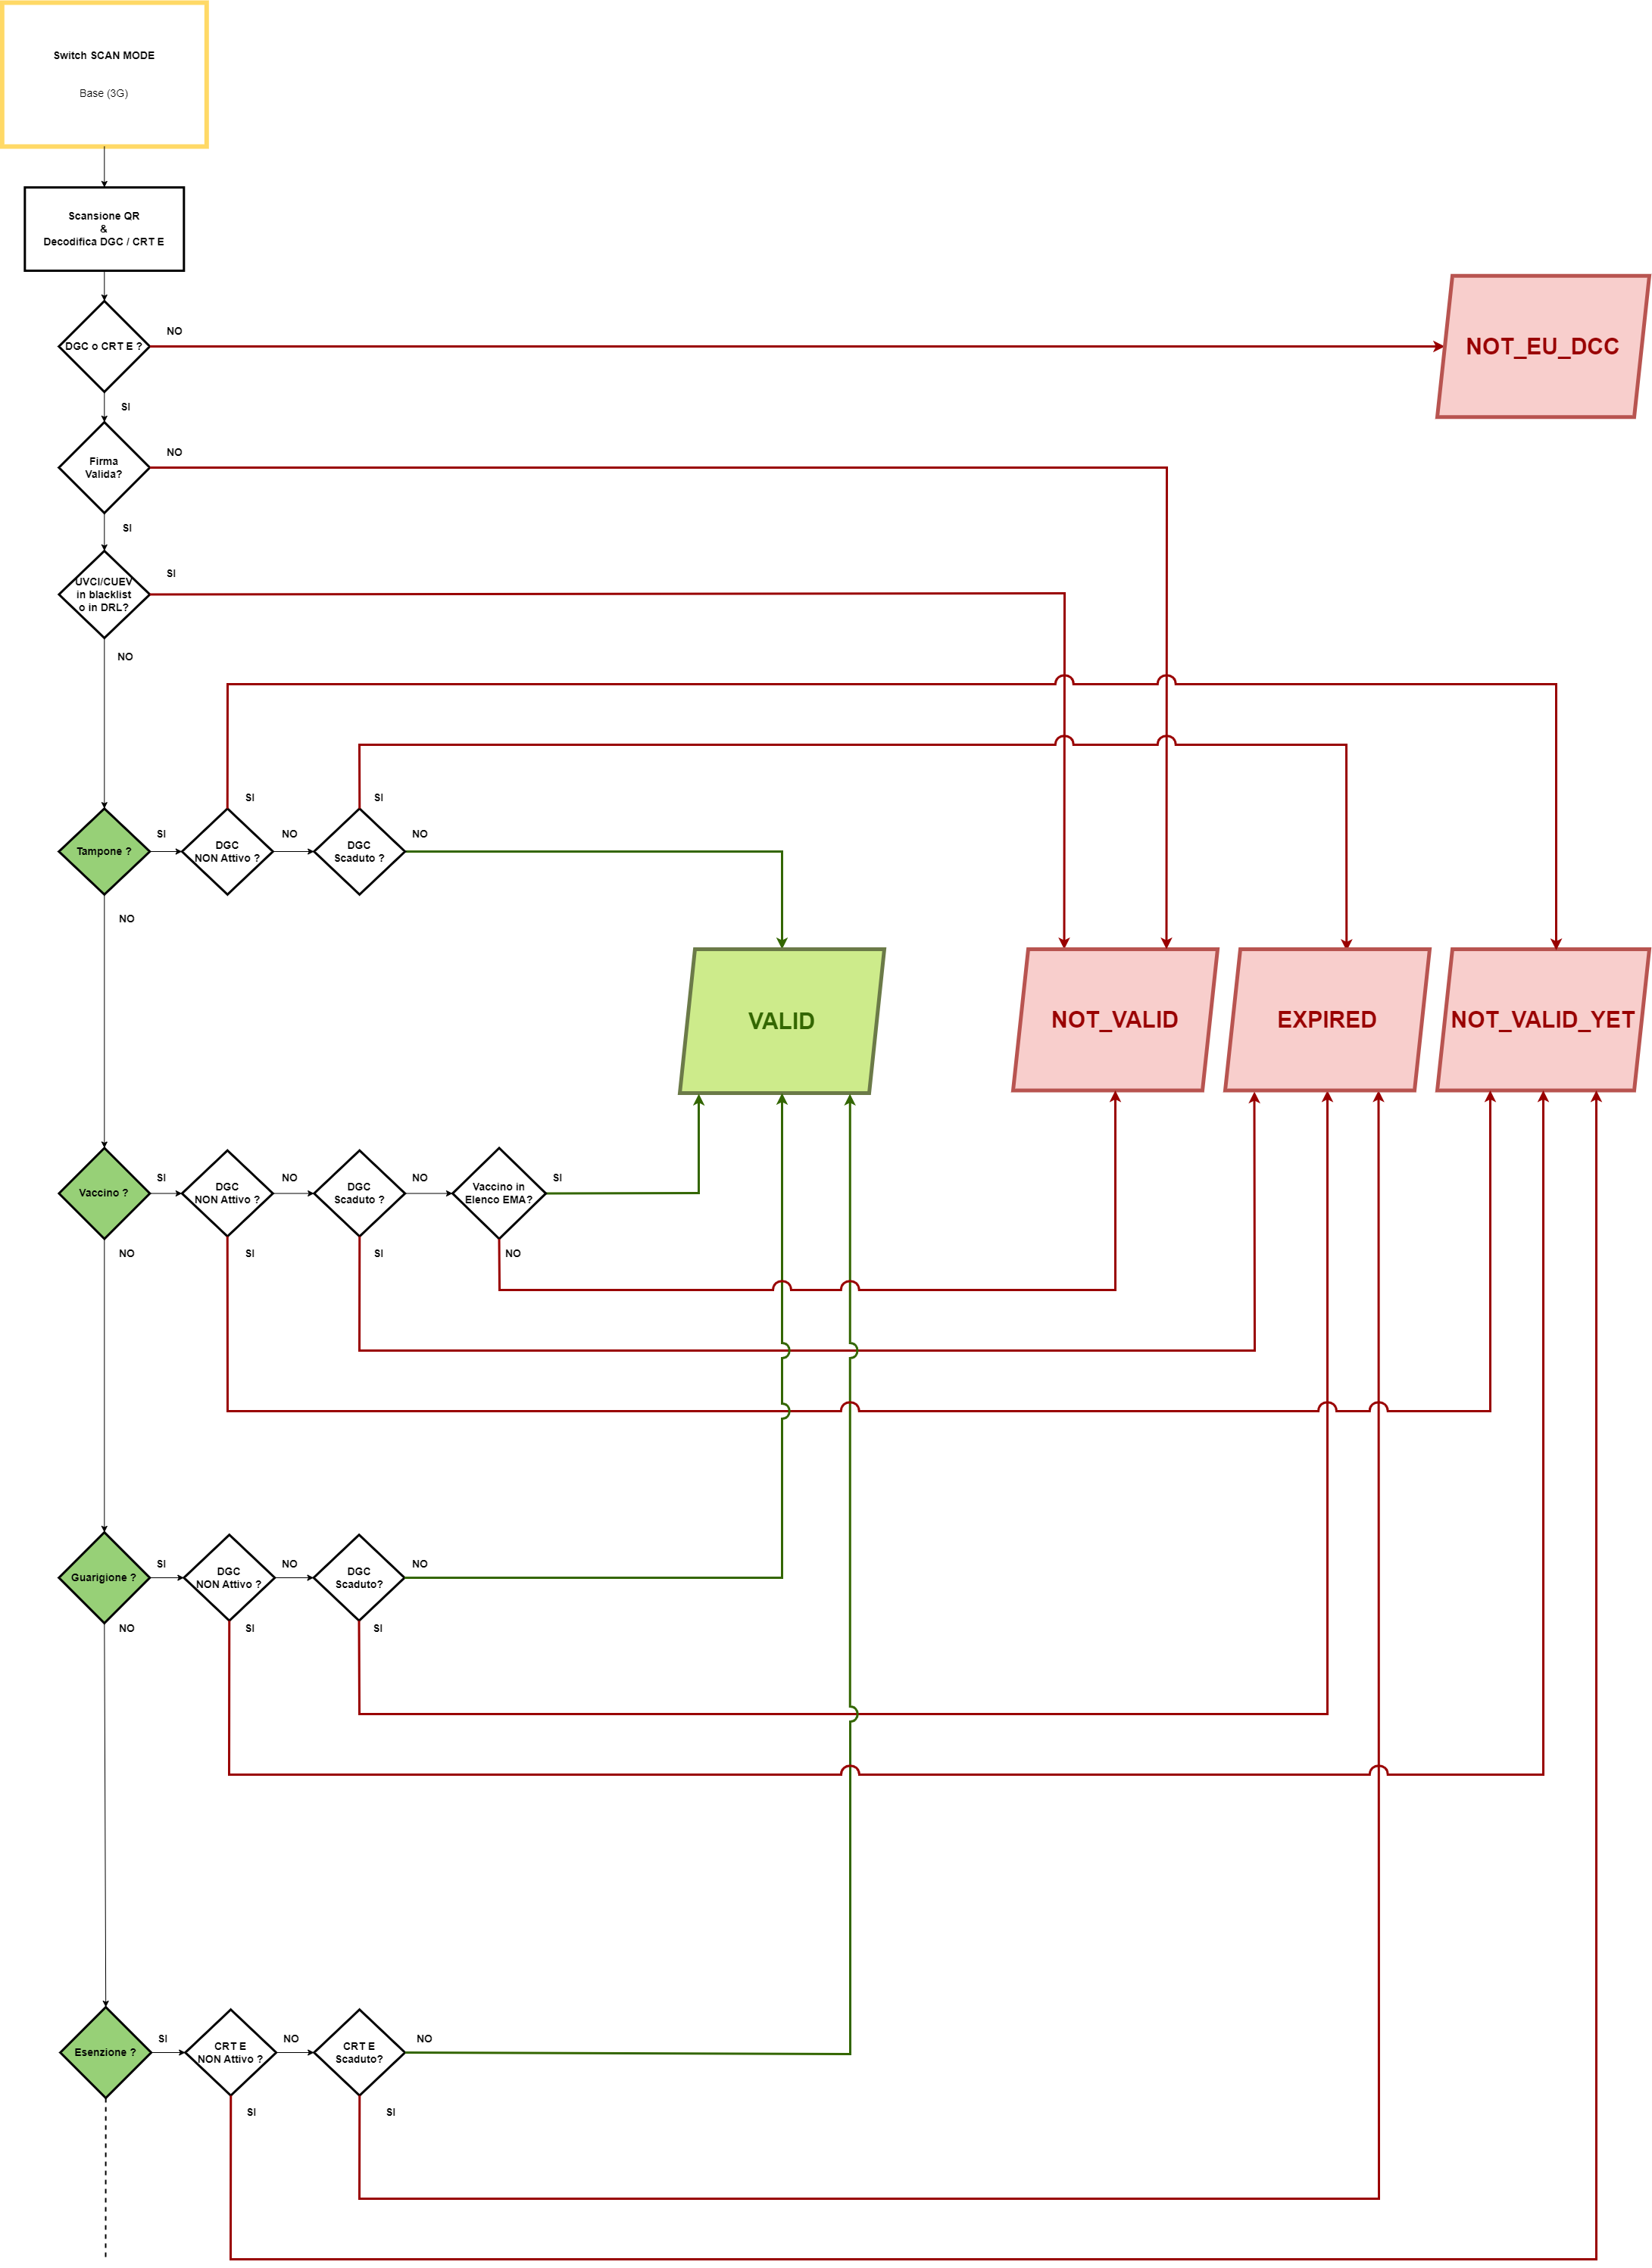 Switch SCAN MODE
Base (3G)
Scansione QR
&
Decodifica DGC / CRT E
DGC o CRT E ?
NO
NOT_EU_DCC
SI
Firma
Valida?
NO
SI
UVCI/CUEV
in blacklist
o in DRL?
SI
NO
SI
SI
Tampone ?
SI
DGC
NON Attivo ?
NO
DGC
Scaduto ?
NO
NO
VALID
NOT_VALID
EXPIRED
NOT_VALID_YET
Vaccino ?
SI
DGC
NON Attivo ?
NO
DGC
Scaduto ?
NO
Vaccino in
Elenco EMA?
SI
NO
SI
SI
NO
Guarigione ?
SI
DGC
NON Attivo ?
NO
DGC
Scaduto?
NO
NO
SI
SI
Esenzione ?
SI
CRT E
NON Attivo ?
NO
CRT E
Scaduto?
NO
SI
SI